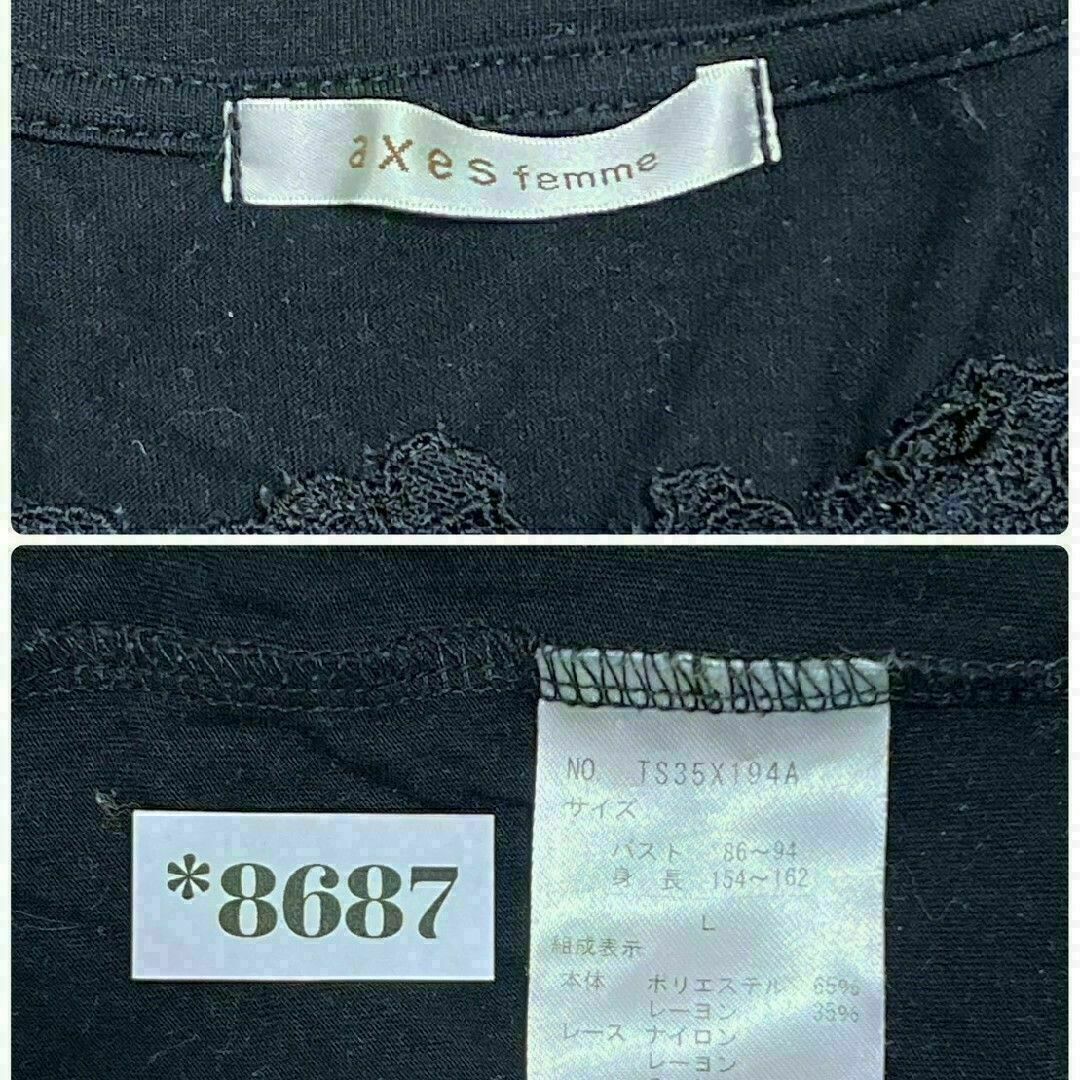 axes femme
*8687
NO TS35X194A
サイズ
バスト 86～94
身長 154～162
L
組成表示
本体 ポリエステル 65%
レーヨン 35%
レース ナイロン
レーヨン